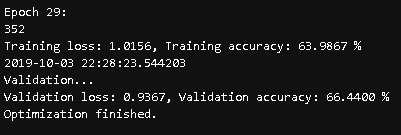 Epoch 29:
352
Training loss: 1.0156, Training accuracy: 63.9867 %
2019-10-03 22:28:23.544203
Validation...
Validation loss: 0.9367, Validation accuracy: 66.4400 %
Optimization finished.